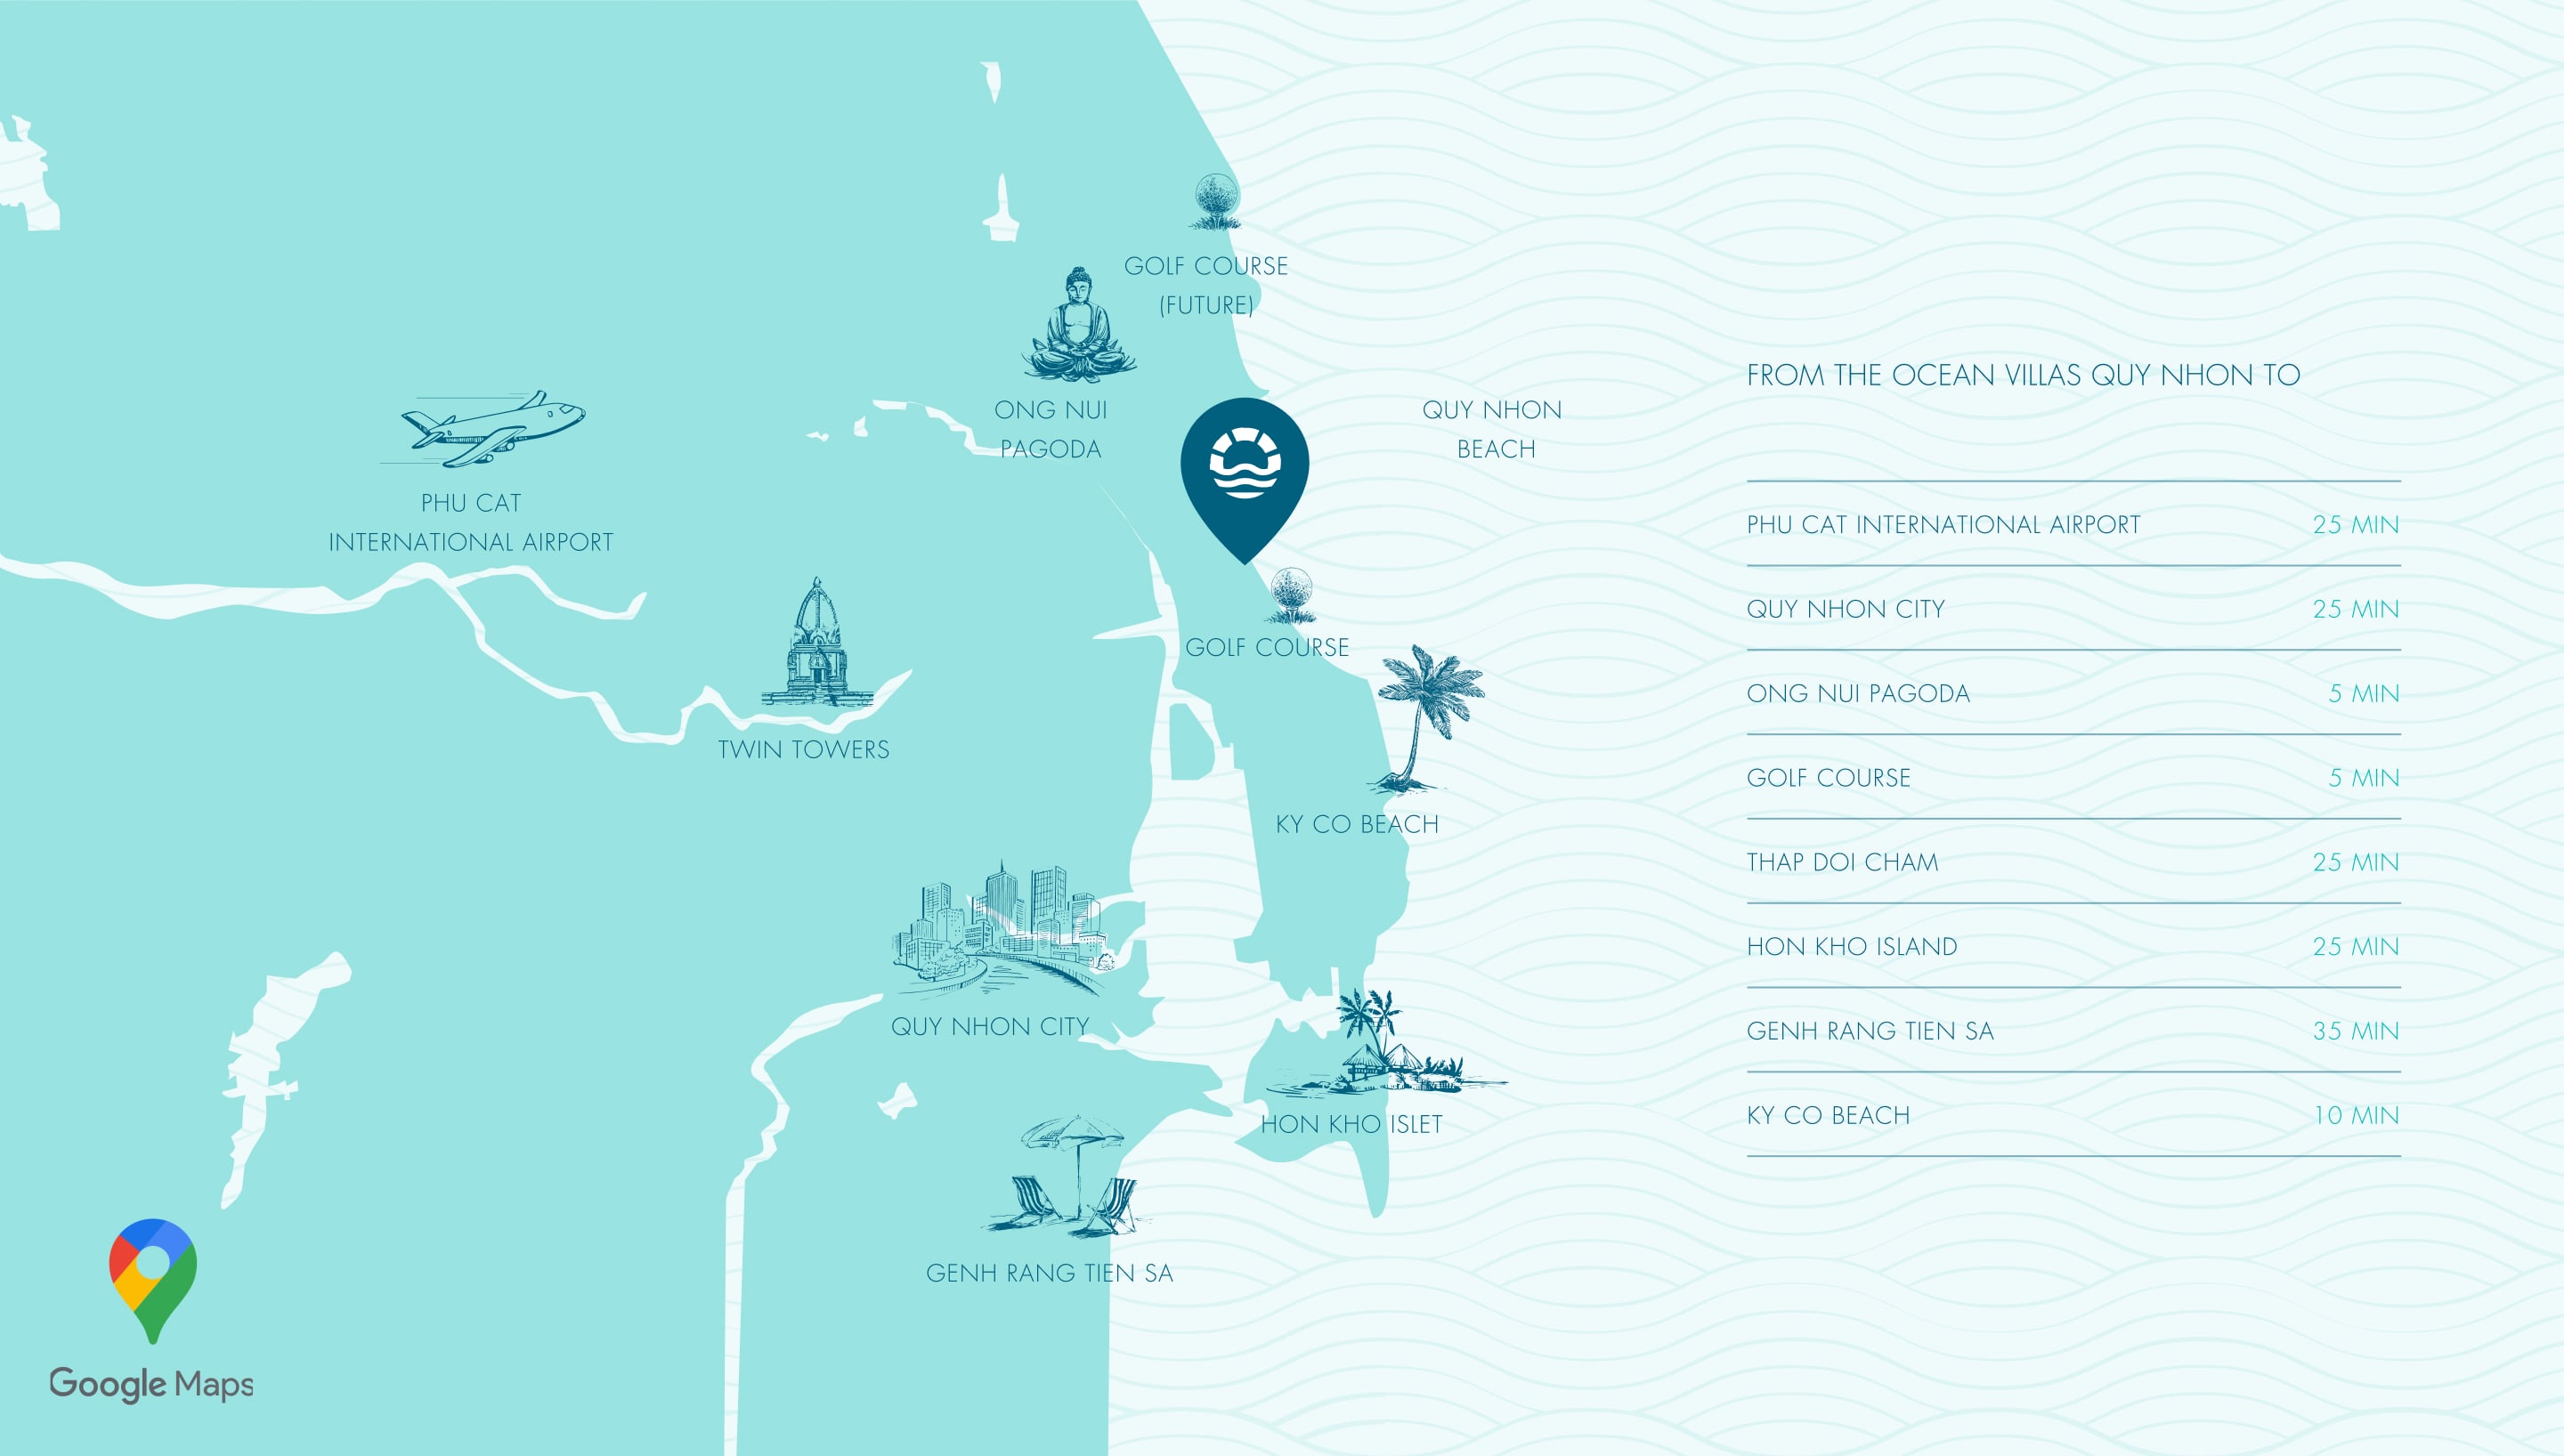 GOLF COURSE
(FUTURE)
ONG NUI
PAGODA
QUY NHON
BEACH
PHU CAT
INTERNATIONAL AIRPORT
GOLF COURSE
TWIN TOWERS
KY CO BEACH
QUY NHON CITY
HON KHO ISLET
GENH RANG TIEN SA
Google Maps
FROM THE OCEAN VILLAS QUY NHON TO
PHU CAT INTERNATIONAL AIRPORT 25 MIN
QUY NHON CITY 25 MIN
ONG NUI PAGODA 5 MIN
GOLF COURSE 5 MIN
THAP DOI CHAM 25 MIN
HON KHO ISLAND 25 MIN
GENH RANG TIEN SA 35 MIN
KY CO BEACH 10 MIN